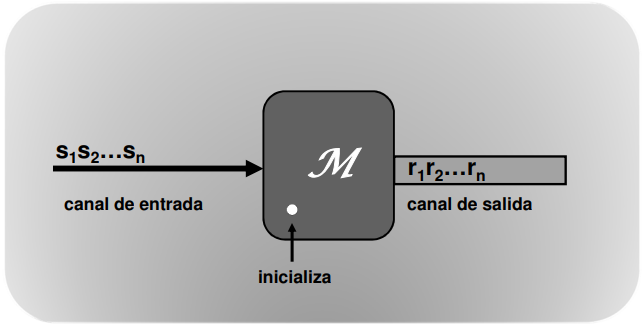 s₁s₂...sₙ
ℳ
r₁r₂...rₙ
canal de entrada
canal de salida
inicializa